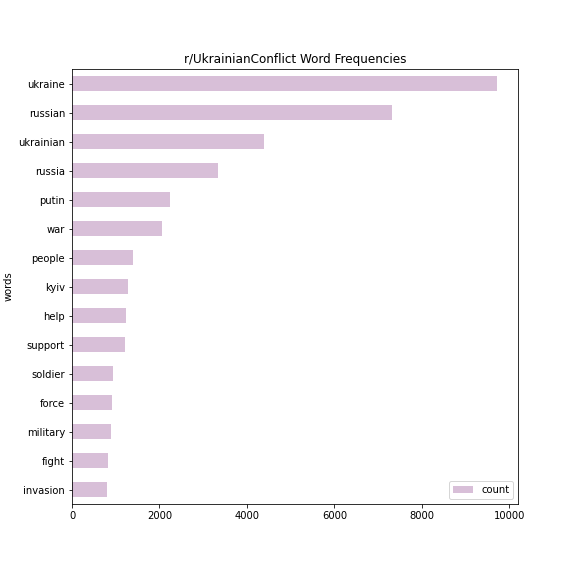 r/UkrainianConflict Word Frequencies
ukraine
russian
ukrainian
russia
putin
war
people
kyiv
help
support
soldier
force
military
fight
invasion
words
count
0 2000 4000 6000 8000 10000